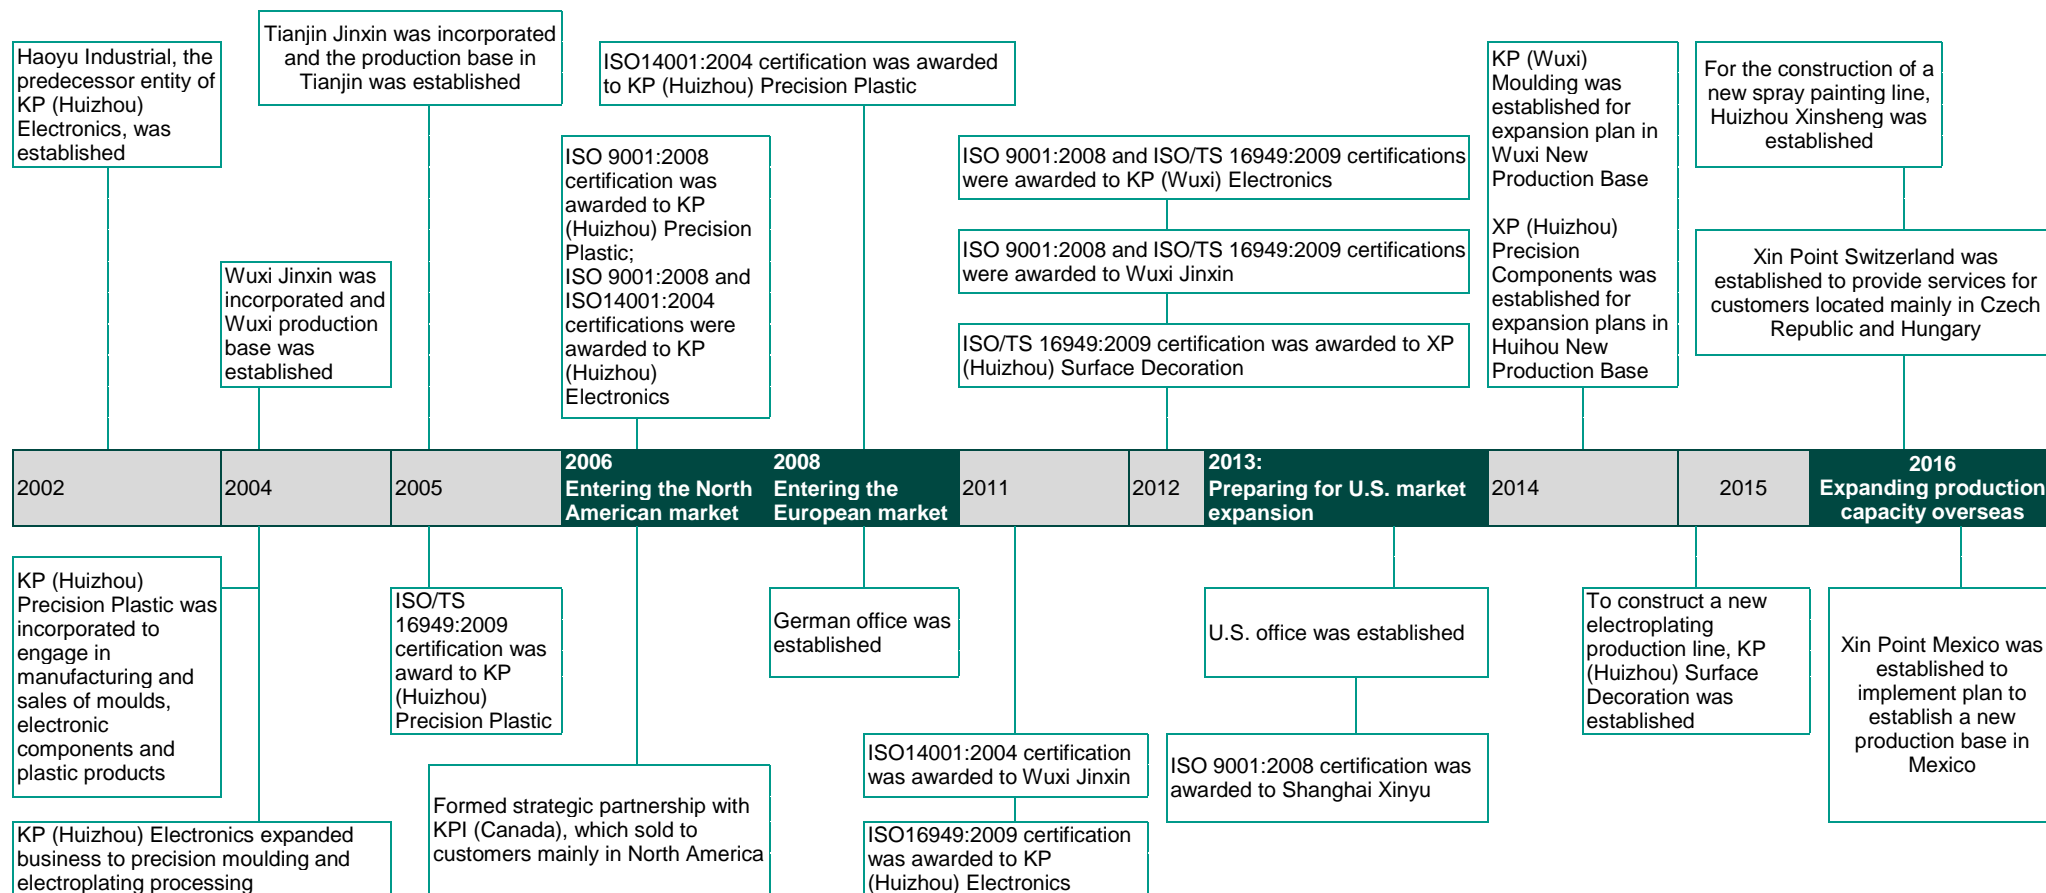 Haoyu Industrial, the
predecessor entity of
KP (Huizhou)
Electronics, was
established
Tianjin Jinxin was incorporated
and the production base in
Tianjin was established
ISO14001:2004 certification was awarded
to KP (Huizhou) Precision Plastic
KP (Wuxi)
Moulding was
established for
expansion plan in
Wuxi New
Production Base
XP (Huizhou)
Precision
Components was
established for
expansion plans in
Huihou New
Production Base
For the construction of a
new spray painting line,
Huizhou Xinsheng was
established
ISO 9001:2008
certification was
awarded to KP
(Huizhou) Precision
Plastic;
ISO 9001:2008 and
ISO14001:2004
certifications were
awarded to KP
(Huizhou)
Electronics
ISO 9001:2008 and ISO/TS 16949:2009 certifications
were awarded to KP (Wuxi) Electronics
ISO 9001:2008 and ISO/TS 16949:2009 certifications
were awarded to Wuxi Jinxin
ISO/TS 16949:2009 certification was awarded to XP
(Huizhou) Surface Decoration
Wuxi Jinxin was
incorporated and
Wuxi production
base was
established
Xin Point Switzerland was
established to provide services for
customers located mainly in Czech
Republic and Hungary
2002
2004
2005
2006
Entering the North
American market
2008
Entering the
European market
2011
2012
2013:
Preparing for U.S. market
expansion
2014
2015
2016
Expanding production
capacity overseas
KP (Huizhou)
Precision Plastic was
incorporated to
engage in
manufacturing and
sales of moulds,
electronic
components and
plastic products
ISO/TS
16949:2009
certification was
award to KP
(Huizhou)
Precision Plastic
German office was
established
U.S. office was established
To construct a new
electroplating
production line, KP
(Huizhou) Surface
Decoration was
established
Xin Point Mexico was
established to
implement plan to
establish a new
production base in
Mexico
ISO14001:2004 certification
was awarded to Wuxi Jinxin
ISO 9001:2008 certification was
awarded to Shanghai Xinyu
Formed strategic partnership with
KPI (Canada), which sold to
customers mainly in North America
KP (Huizhou) Electronics expanded
business to precision moulding and
electroplating processing
ISO16949:2009 certification
was awarded to KP
(Huizhou) Electronics